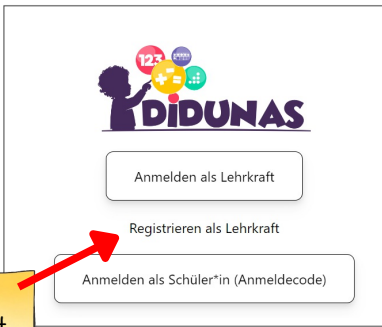 123
DIDUNAS
Anmelden als Lehrkraft
Registrieren als Lehrkraft
Anmelden als Schüler*in (Anmeldecode)